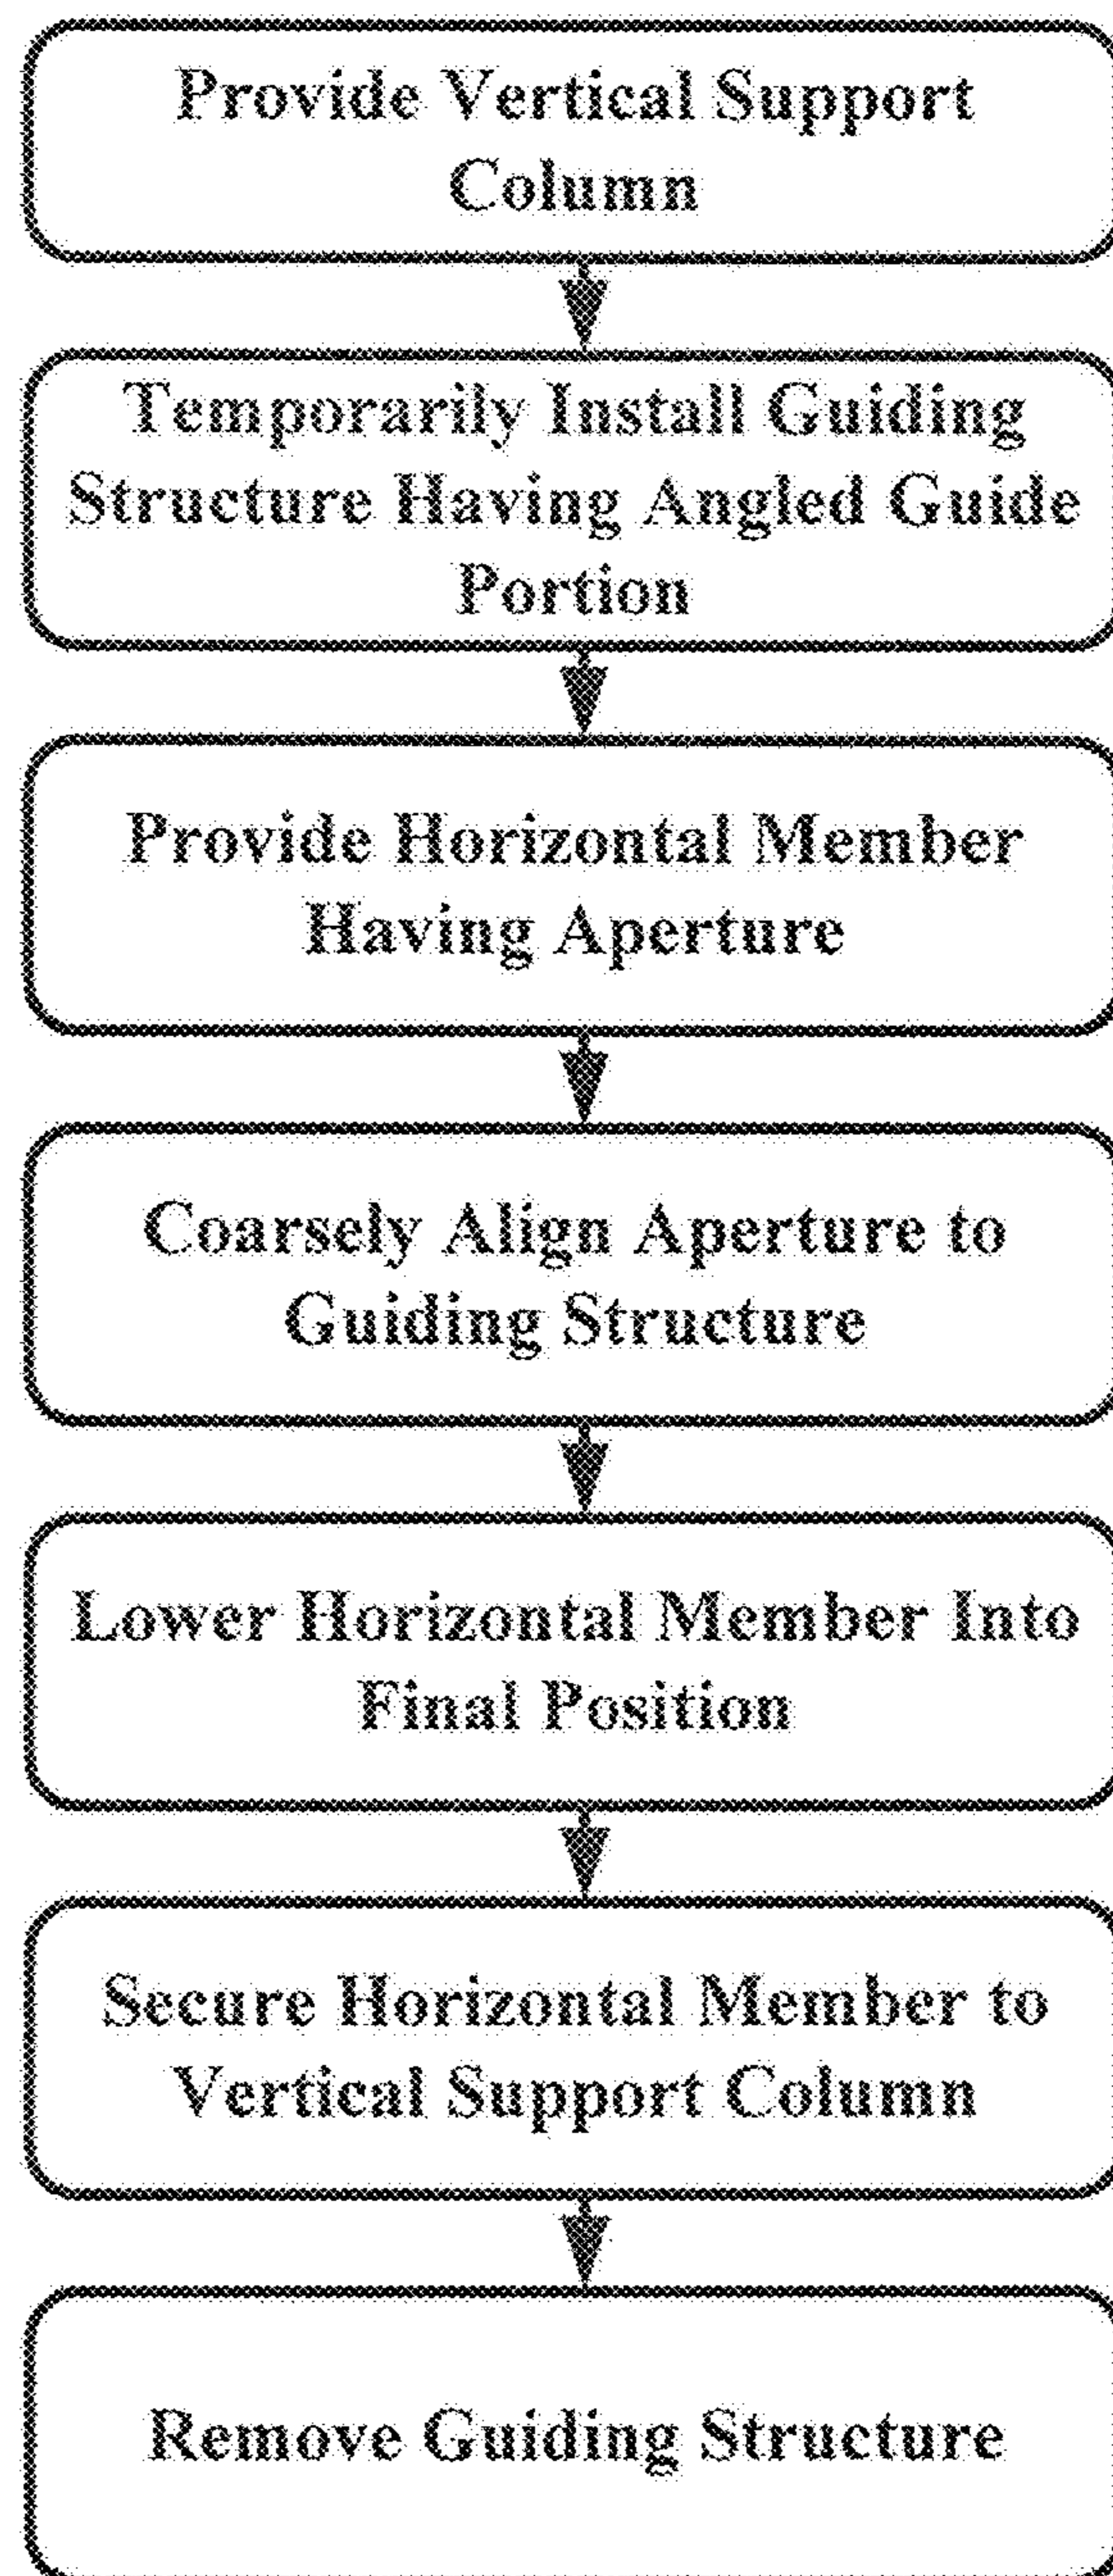 Provide Vertical Support
Column
Temporarily Install Guiding
Structure Having Angled Guide
Portion
Provide Horizontal Member
Having Aperture
Coarsely Align Aperture to
Guiding Structure
Lower Horizontal Member Into
Final Position
Secure Horizontal Member to
Vertical Support Column
Remove Guiding Structure